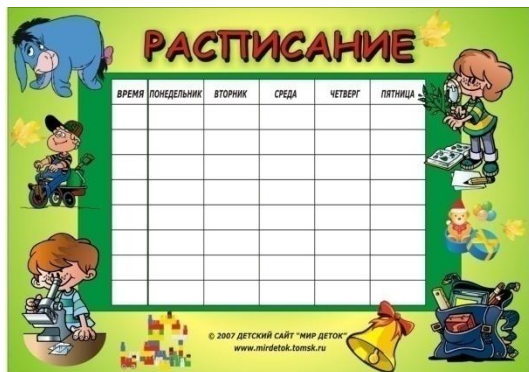 РАСПИСАНИЕ
ВРЕМЯ ПОНЕДЕЛЬНИК ВТОРНИК СРЕДА ЧЕТВЕРГ ПЯТНИЦА
© 2007 ДЕТСКИЙ САЙТ "МИР ДЕТОК"
www.mirdetok.tomsk.ru